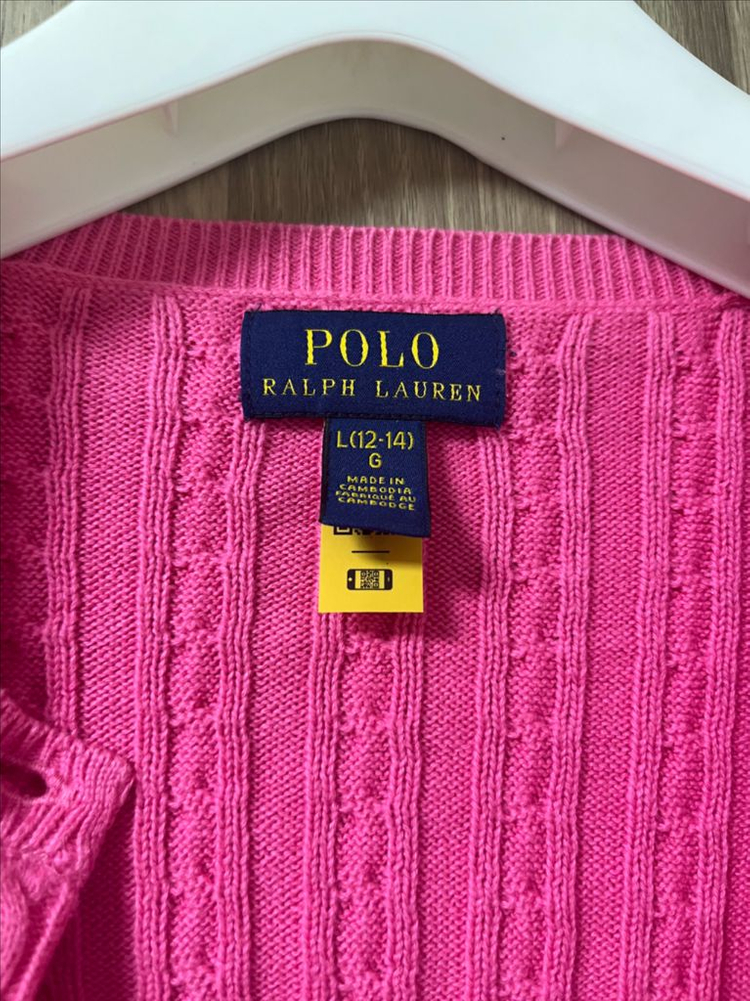 POLO
RALPH LAUREN
L(12-14)
G
MADE IN
CAMBODIA
FABRIQUÉ AU
CAMBODGE